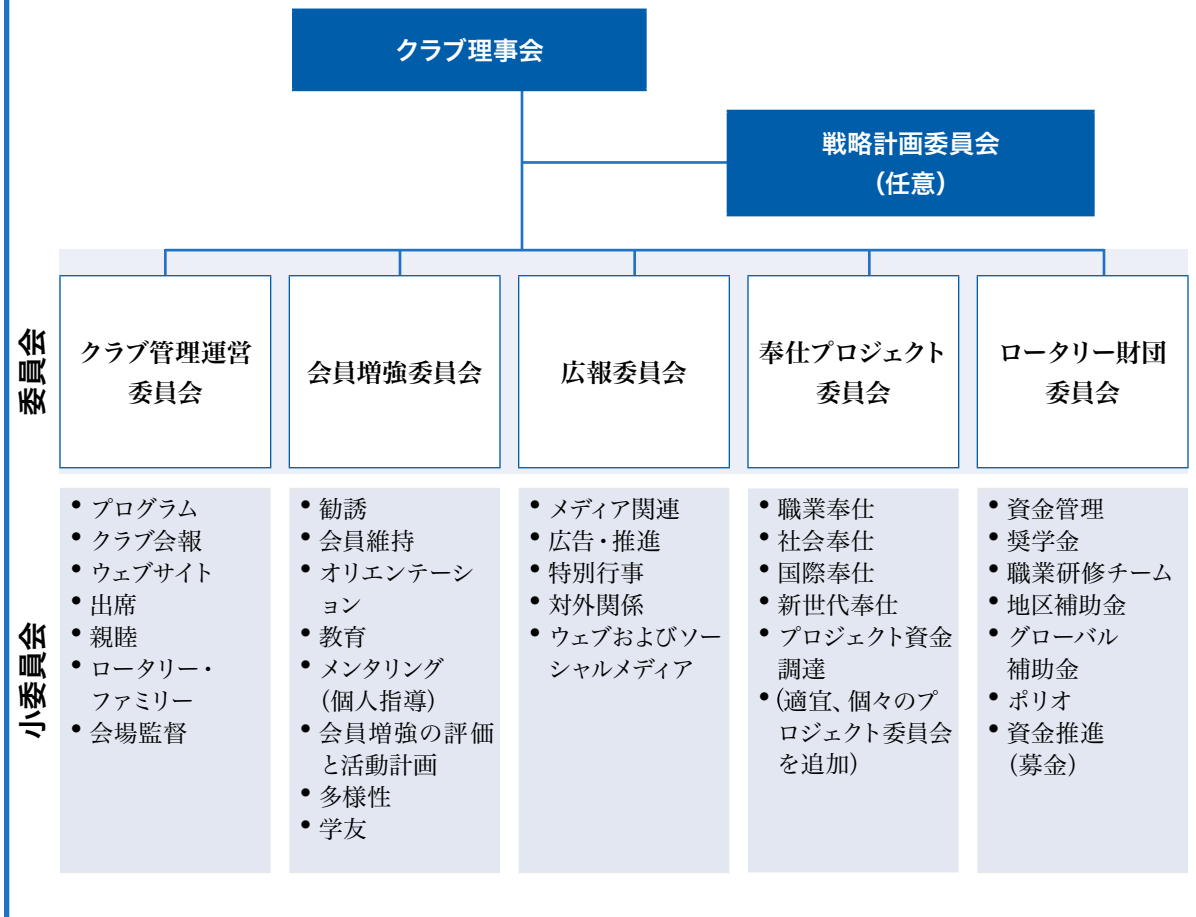 クラブ理事会
戦略計画委員会
（任意）
委員会
クラブ管理運営
委員会
会員増強委員会
広報委員会
奉仕プロジェクト
委員会
ロータリー財団
委員会
小委員会
• プログラム
• クラブ会報
• ウェブサイト
• 出席
• 親睦
• ロータリー・
ファミリー
• 会場監督
• 勧誘
• 会員維持
• オリエンテーシ
ョン
• 教育
• メンタリング
（個人指導）
• 会員増強の評価
と活動計画
• 多様性
• 学友
• メディア関連
• 広告・推進
• 特別行事
• 対外関係
• ウェブおよびソー
シャルメディア
• 職業奉仕
• 社会奉仕
• 国際奉仕
• 新世代奉仕
• プロジェクト資金
調達
• （適宜、個々のプ
ロジェクト委員会
を追加）
• 資金管理
• 奨学金
• 職業研修チーム
• 地区補助金
• グローバル
補助金
• ポリオ
• 資金推進
（募金）